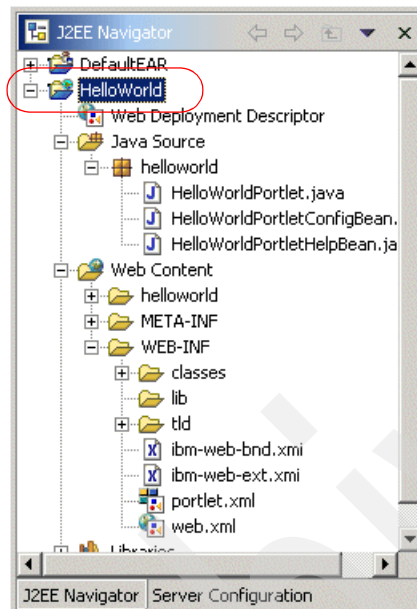 J2EE Navigator
DefaultEAR
HelloWorld
Web Deployment Descriptor
Java Source
helloworld
HelloWorldPortlet.java
HelloWorldPortletConfigBean.
HelloWorldPortletHelpBean.ja
Web Content
helloworld
META-INF
WEB-INF
classes
lib
tld
ibm-web-bnd.xmi
ibm-web-ext.xmi
portlet.xml
web.xml
Libraries
J2EE Navigator Server Configuration